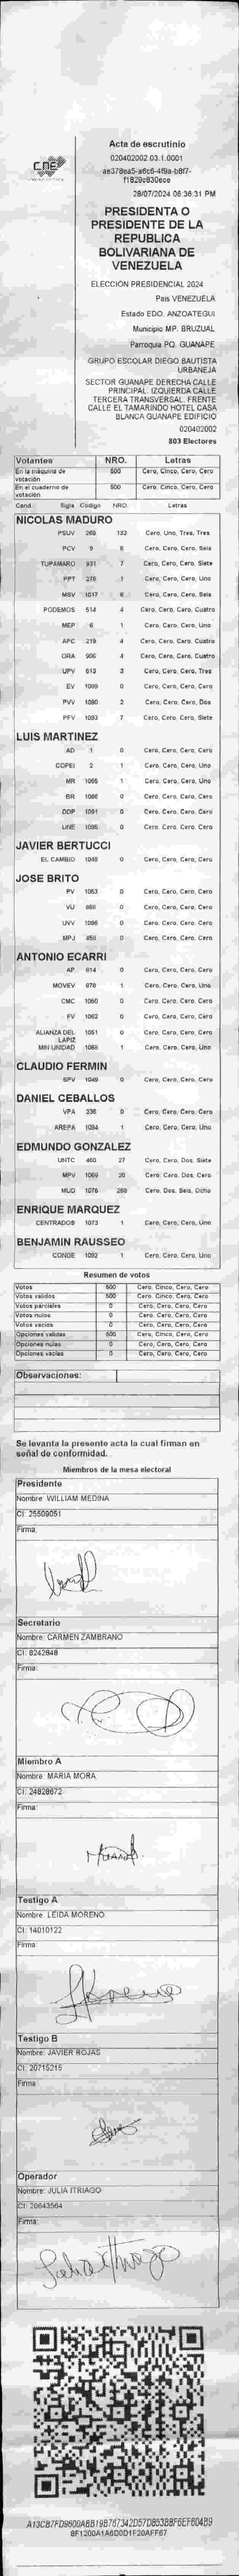 CNE
Acta de escrutinio
020402002.03.1.0001
28/07/2024 06:36:31 PM
PRESIDENTA O
PRESIDENTE DE LA
REPUBLICA
BOLIVARIANA DE
VENEZUELA
ELECCIÓN PRESIDENCIAL 2024
Pais VENEZUELA
Estado EDO. ANZOATEGUI
Municipio MP. BRUZUAL
Parroquia PQ. GUANAPE
GRUPO ESCOLAR DIEGO BAUTISTA
URBANEJA
SECTOR GUANAPE DERECHA CALLE
PRINCIPAL. IZQUIERDA CALLE
TERCERA TRANSVERSAL. FRENTE
CALLE EL TAMARINDO HOTEL CASA
BLANCA GUANAPE EDIFICIO
020402002
803 Electores
Votantes NRO. Letras
En la máquina de votación 500 Cero, Cinco, Cero, Cero
En el cuaderno de votación 500 Cero, Cinco, Cero, Cero
Cand Sigla Código NRO. Letras
NICOLAS MADURO
PSUV 269 133 Cero, Uno, Tres, Tres
PCV 9 6 Cero, Cero, Cero, Seis
TUPAMARO 931 7 Cero, Cero, Cero, Siete
PPT 276 1 Cero, Cero, Cero, Uno
MSV 1017 6 Cero, Cero, Cero, Seis
PODEMOS 514 4 Cero, Cero, Cero, Cuatro
MEP 6 1 Cero, Cero, Cero, Uno
APC 219 4 Cero, Cero, Cero, Cuatro
ORA 906 4 Cero, Cero, Cero, Cuatro
UPV 613 3 Cero, Cero, Cero, Tres
EV 1089 0 Cero, Cero, Cero, Cero
PVV 1090 2 Cero, Cero, Cero, Dos
PFV 1093 7 Cero, Cero, Cero, Siete
LUIS MARTINEZ
AD 1 0 Cero, Cero, Cero, Cero
COPEI 2 1 Cero, Cero, Cero, Uno
MR 1055 1 Cero, Cero, Cero, Uno
BR 1066 0 Cero, Cero, Cero, Cero
DDP 1091 0 Cero, Cero, Cero, Cero
UNE 1095 0 Cero, Cero, Cero, Cero
JAVIER BERTUCCI
EL CAMBIO 1048 0 Cero, Cero, Cero, Cero
JOSE BRITO
PV 1053 0 Cero, Cero, Cero, Cero
VU 0 Cero, Cero, Cero, Cero
UVV 1096 0 Cero, Cero, Cero, Cero
MPJ 459 0 Cero, Cero, Cero, Cero
ANTONIO ECARRI
AP 814 0 Cero, Cero, Cero, Cero
MOVEV 978 1 Cero, Cero, Cero, Uno
CMC 1050 0 Cero, Cero, Cero, Cero
FV 1062 0 Cero, Cero, Cero, Cero
ALIANZA DEL LAPIZ 1051 0 Cero, Cero, Cero, Cero
MIN UNIDAD 1068 1 Cero, Cero, Cero, Uno
CLAUDIO FERMIN
SPV 1049 0 Cero, Cero, Cero, Cero
DANIEL CEBALLOS
VPA 336 0 Cero, Cero, Cero, Cero
AREPA 1094 1 Cero, Cero, Cero, Uno
EDMUNDO GONZALEZ
UNTC 460 27 Cero, Cero, Dos, Siete
MPV 1069 20 Cero, Cero, Dos, Cero
MUD 1076 268 Cero, Dos, Seis, Ocho
ENRIQUE MARQUEZ
CENTRADOS 1073 1 Cero, Cero, Cero, Uno
BENJAMIN RAUSSEO
CONDE 1092 1 Cero, Cero, Cero, Uno
Resumen de votos
Votos 500 Cero, Cinco, Cero, Cero
Votos validos 500 Cero, Cinco, Cero, Cero
Votos parciales 0 Cero, Cero, Cero, Cero
Votos nulos 0 Cero, Cero, Cero, Cero
Votos vacios 0 Cero, Cero, Cero, Cero
Opciones validas 500 Cero, Cinco, Cero, Cero
Opciones nulas 0 Cero, Cero, Cero, Cero
Opciones vacias 0 Cero, Cero, Cero, Cero
Observaciones:
Se levanta la presente acta la cual firman en
señal de conformidad.
Miembros de la mesa electoral
Presidente
Nombre: WILLIAM MEDINA
CI: 25509051
Firma:
Secretario
Nombre: CARMEN ZAMBRANO
CI: 8242848
Firma:
Miembro A
Nombre: MARIA MORA
CI: 24828672
Firma:
Testigo A
Nombre: LEIDA MORENO
CI: 14010122
Firma:
Testigo B
Nombre: JAVIER ROJAS
CI: 20715215
Firma:
Operador
Nombre: JULIA ITRIAGO
CI: 20643564
Firma: